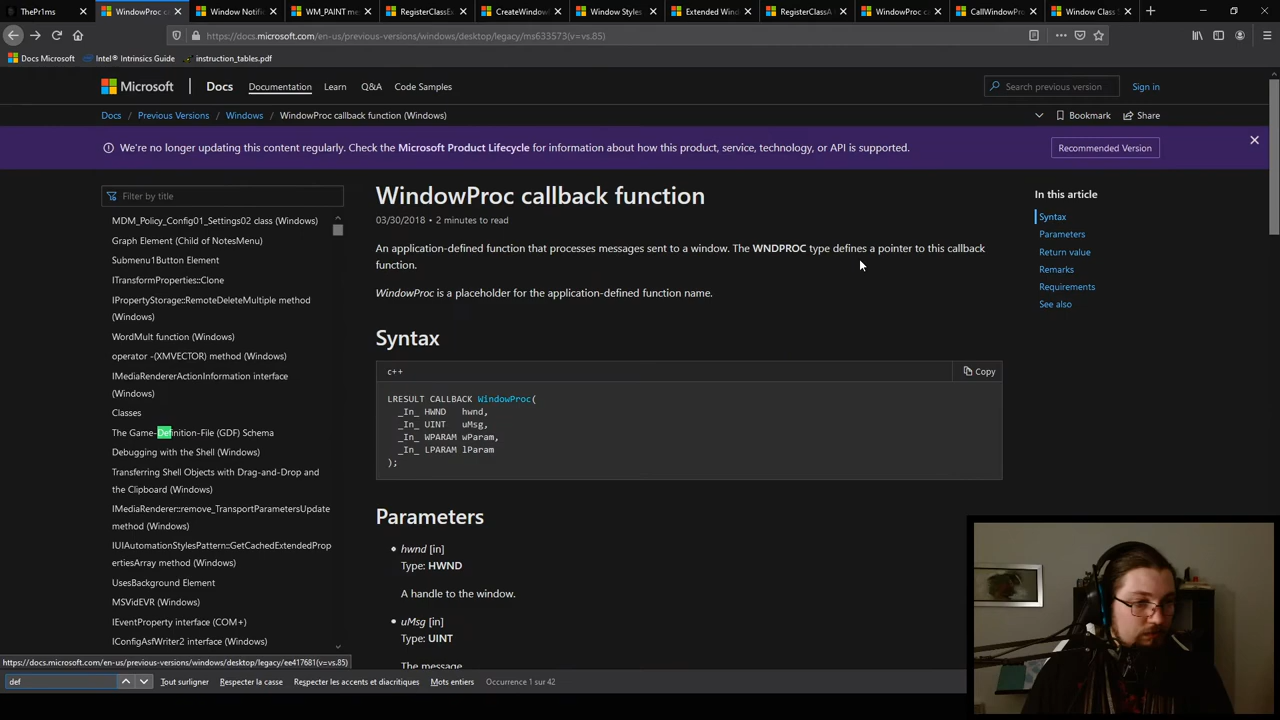 ThePr1ms
WindowProc c
Window Notifi
WM_PAINT me
RegisterClassEx
CreateWindow
Window Styles
Extended Wind
RegisterClassA
WindowProc ca
CallWindowPro
Window Class S
https://docs.microsoft.com/en-us/previous-versions/windows/desktop/legacy/ms633573(v=vs.85)
Docs Microsoft
Intel® Intrinsics Guide
instruction_tables.pdf
Microsoft
Docs
Documentation
Learn
Q&A
Code Samples
Search previous version
Sign in
Docs / Previous Versions / Windows / WindowProc callback function (Windows)
Bookmark
Share
We're no longer updating this content regularly. Check the Microsoft Product Lifecycle for information about how this product, service, technology, or API is supported.
Recommended Version
Filter by title
MDM_Policy_Config01_Settings02 class (Windows)
Graph Element (Child of NotesMenu)
Submenu1Button Element
ITransformProperties::Clone
IPropertyStorage::RemoteDeleteMultiple method
(Windows)
WordMult function (Windows)
operator -(XMVECTOR) method (Windows)
IMediaRendererActionInformation interface
(Windows)
Classes
The Game-Definition-File (GDF) Schema
Debugging with the Shell (Windows)
Transferring Shell Objects with Drag-and-Drop and
the Clipboard (Windows)
IMediaRenderer::remove_TransportParametersUpdate
method (Windows)
IUIAutomationStylesPattern::GetCachedExtendedProp
ertiesArray method (Windows)
UsesBackground Element
MSVidEVR (Windows)
IEventProperty interface (COM+)
IConfigAsfWriter2 interface (Windows)
WindowProc callback function
03/30/2018 • 2 minutes to read
An application-defined function that processes messages sent to a window. The WNDPROC type defines a pointer to this callback
function.
WindowProc is a placeholder for the application-defined function name.
Syntax
c++
Copy
LRESULT CALLBACK WindowProc(
_In_ HWND hwnd,
_In_ UINT uMsg,
_In_ WPARAM wParam,
_In_ LPARAM lParam
);
Parameters
• hwnd [in]
Type: HWND
A handle to the window.
• uMsg [in]
Type: UINT
The message
In this article
Syntax
Parameters
Return value
Remarks
Requirements
See also
https://docs.microsoft.com/en-us/previous-versions/windows/desktop/legacy/ee417681(v=vs.85)
def
Tout surligner
Respecter la casse
Respecter les accents et diacritiques
Mots entiers
Occurrence 1 sur 42